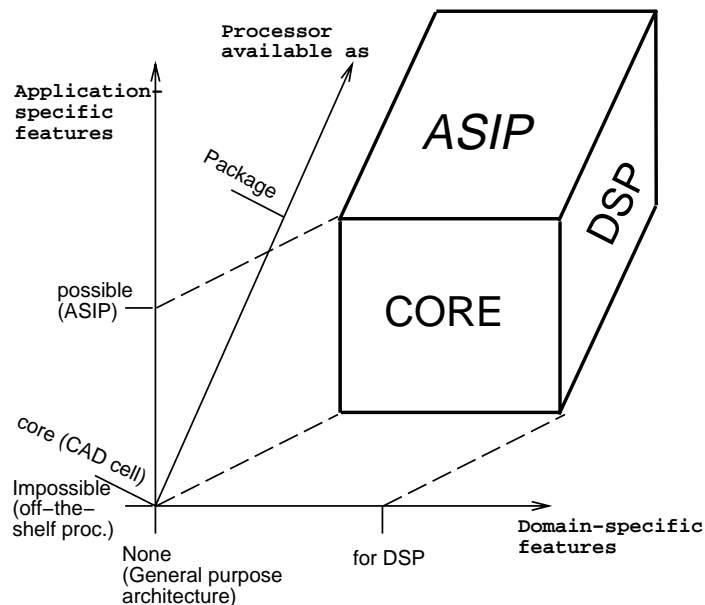 Processor
available as
Application-
specific
features
ASIP
Package
DSP
possible
(ASIP)
CORE
core (CAD cell)
Impossible
(off-the-
shelf proc.)
Domain-specific
features
None
(General purpose
architecture)
for DSP